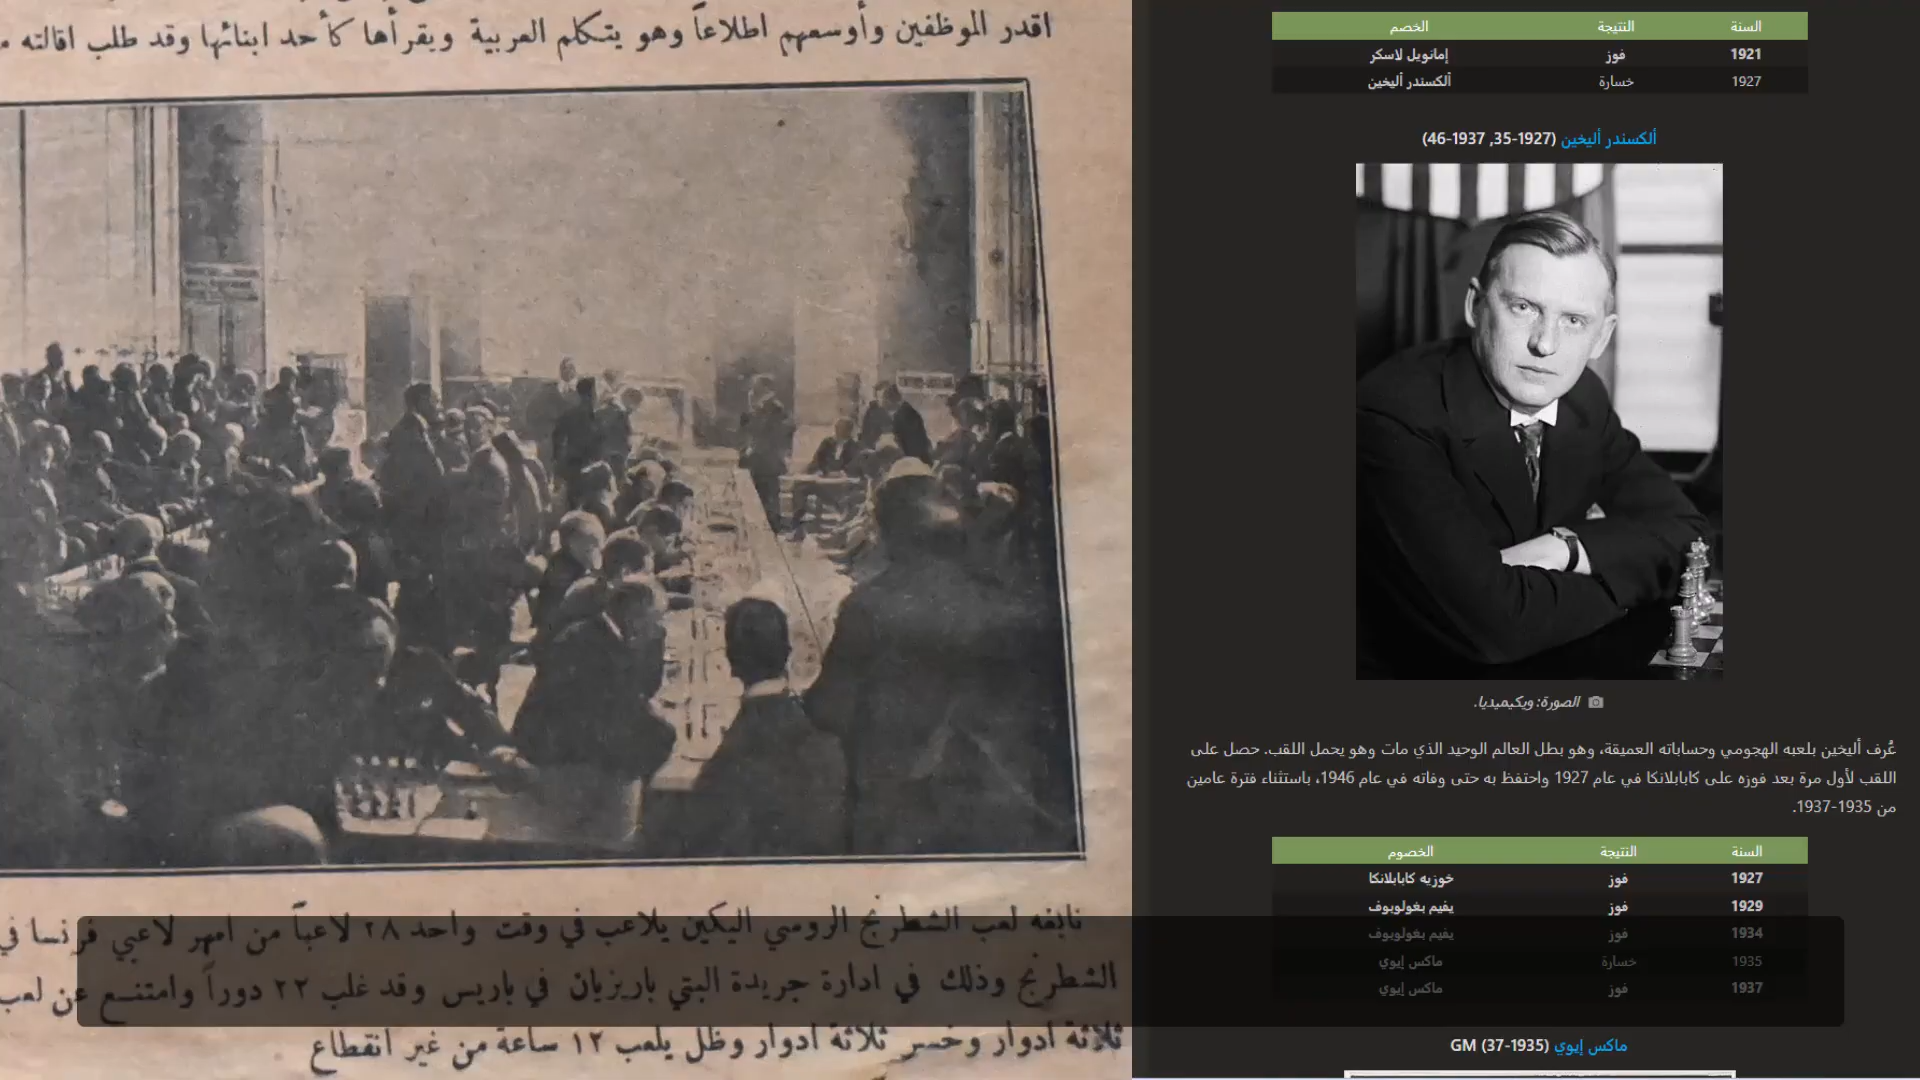 اقدر الموظفين وأوسعهم اطلاعاً وهو يتكلم العربية ويقرأها كأحد ابنائها وقد طلب اقالته
نابغه لعب الشطرنج الروسي اليكين يلاعب في وقت واحد ٢٨ لاعباً من امهر لاعبي فرنسا في
الشطرنج وذلك في ادارة جريدة البتي باريزيان في باريس وقد غلب ٢٢ دوراً وامتنع عن لعب
ثلاثة ادوار وخسر ثلاثة ادوار وظل يلعب ١٢ ساعة من غير انقطاع
السنة النتيجة الخصم
1921 فوز إمانويل لاسكر
1927 خسارة ألكسندر أليخين
ألكسندر أليخين (1927-35, 1937-46)
الصورة: ويكيميديا.
عُرف أليخين بلعبه الهجومي وحساباته العميقة، وهو بطل العالم الوحيد الذي مات وهو يحمل اللقب. حصل على
اللقب لأول مرة بعد فوزه على كابابلانكا في عام 1927 واحتفظ به حتى وفاته في عام 1946، باستثناء فترة عامين
من 1935-1937.
السنة النتيجة الخصوم
1927 فوز خوزيه كابابلانكا
1929 فوز يفيم بغولوبوف
1934 فوز يفيم بغولوبوف
1935 خسارة ماكس إيوي
1937 فوز ماكس إيوي
ماكس إيوي GM (37-1935)